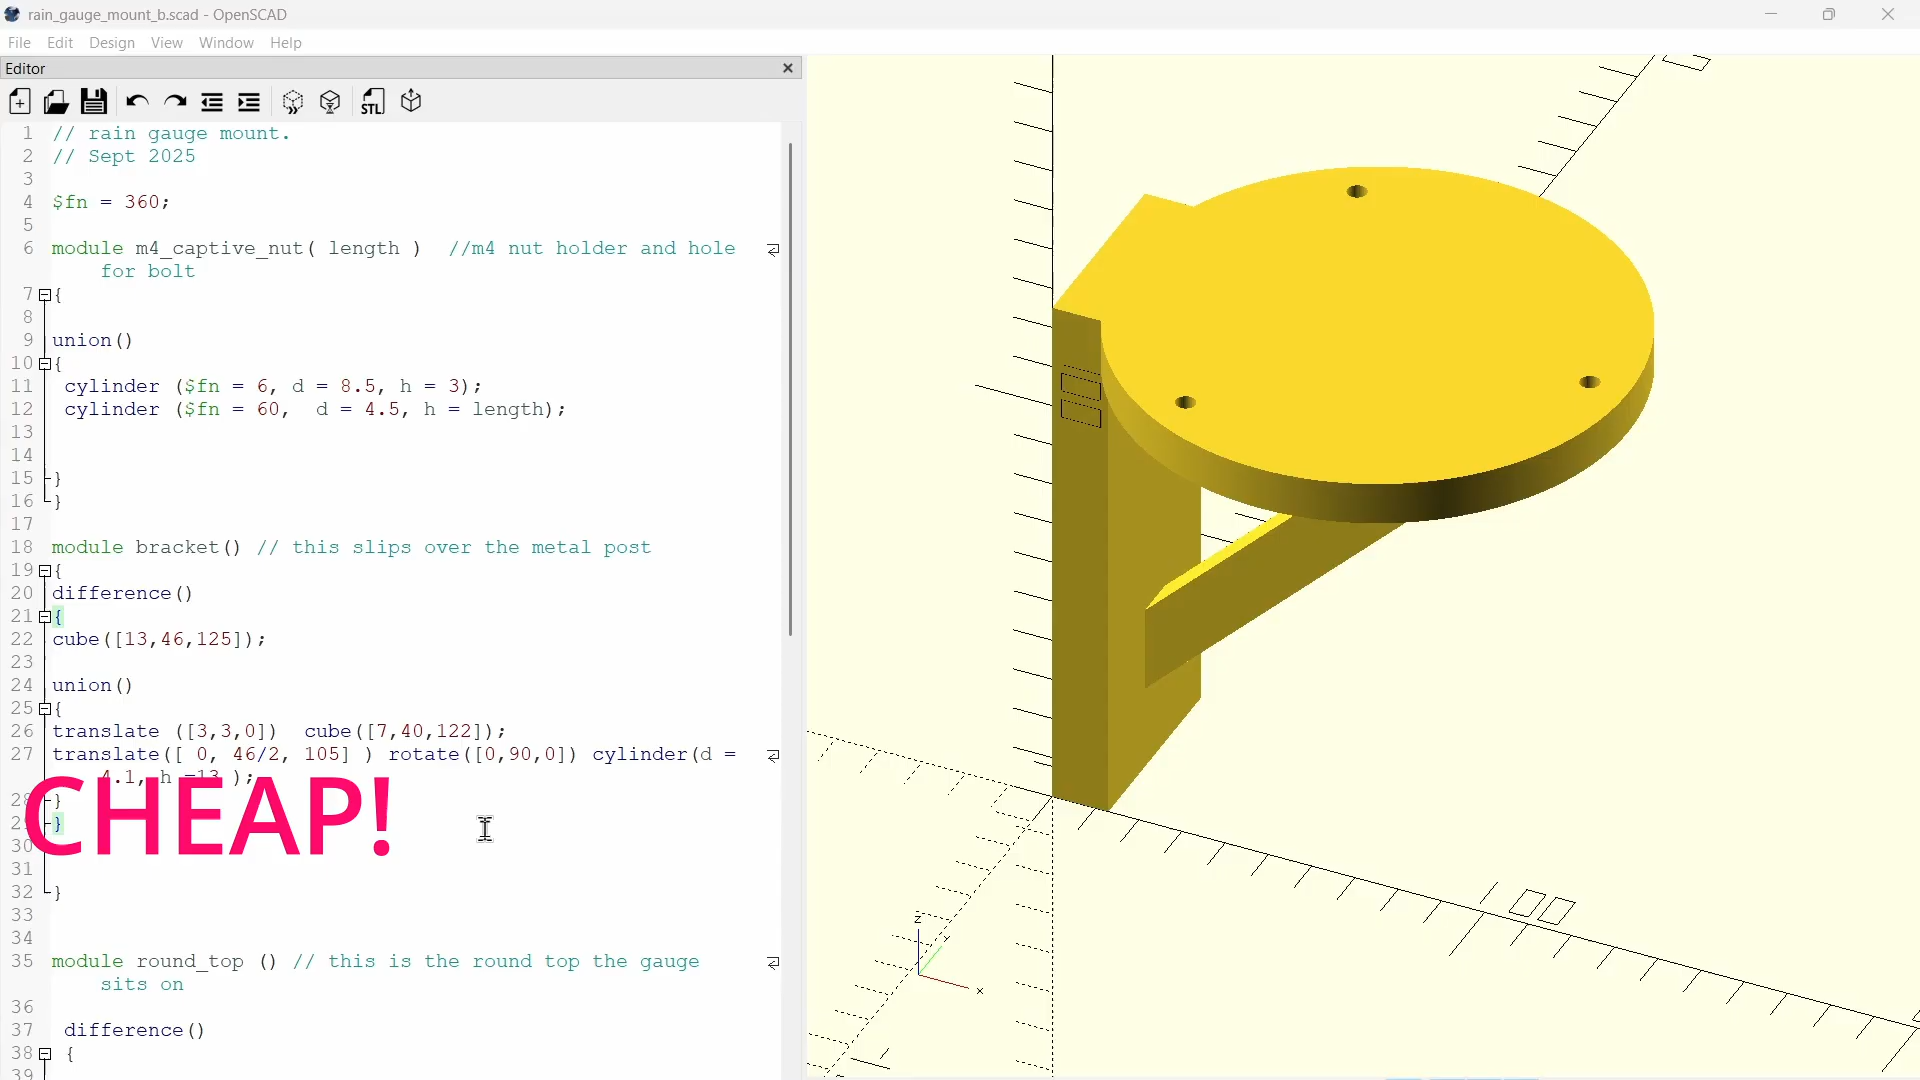 rain_gauge_mount_b.scad - OpenSCAD
File Edit Design View Window Help
Editor
STL
1 // rain gauge mount.
2 // Sept 2025
3
4 $fn = 360;
5
6 module m4_captive_nut( length ) //m4 nut holder and hole
for bolt
7 {
8
9 union()
10 {
11 cylinder ($fn = 6, d = 8.5, h = 3);
12 cylinder ($fn = 60, d = 4.5, h = length);
13
14
15 }
16 }
17
18 module bracket() // this slips over the metal post
19 {
20 difference()
21 {
22 cube([13,46,125]);
23
24 union()
25 {
26 translate ([3,3,0]) cube([7,40,122]);
27 translate([ 0, 46/2, 105] ) rotate([0,90,0]) cylinder(d =
4.1, h =13 );
28 }
29 }
30
31
32 }
33
34
35 module round_top () // this is the round top the gauge
sits on
36
37 difference()
38 {
39
CHEAP!
z
x